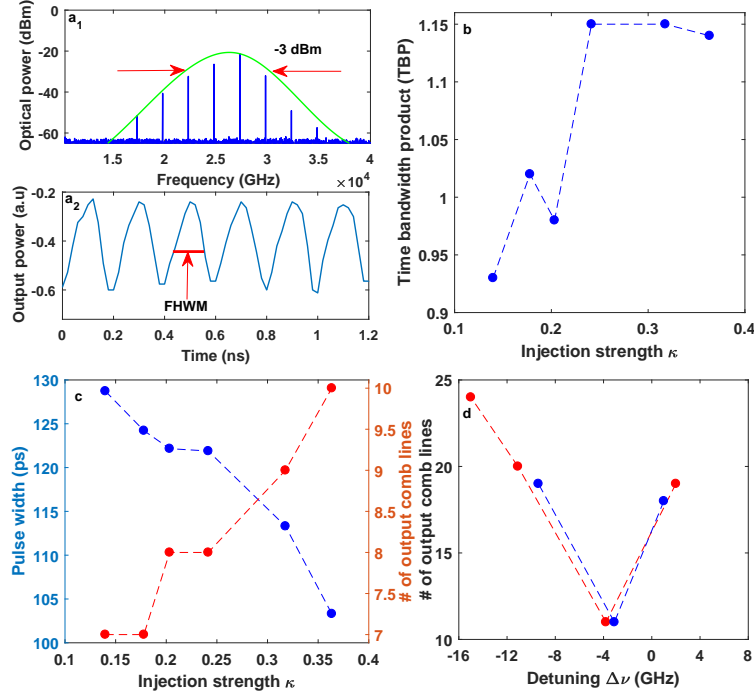 a1
Optical power (dBm)
0
-20
-40
-60
-3 dBm
1.5 2 2.5 3 3.5 4
Frequency (GHz)
×10^4
a2
Output power (a.u)
-0.2
-0.4
-0.6
FHWM
0 0.2 0.4 0.6 0.8 1.0 1.2
Time (ns)
b
Time bandwidth product (TBP)
1.15
1.1
1.05
1
0.95
0.9
0.1 0.2 0.3 0.4
Injection strength κ
c
Pulse width (ps)
130
125
120
115
110
105
100
10
9.5
9
8.5
8
7.5
7
# of output comb lines
0.1 0.15 0.2 0.25 0.3 0.35 0.4
Injection strength κ
d
# of output comb lines
25
20
15
10
-16 -12 -8 -4 0 4 8
Detuning Δν (GHz)